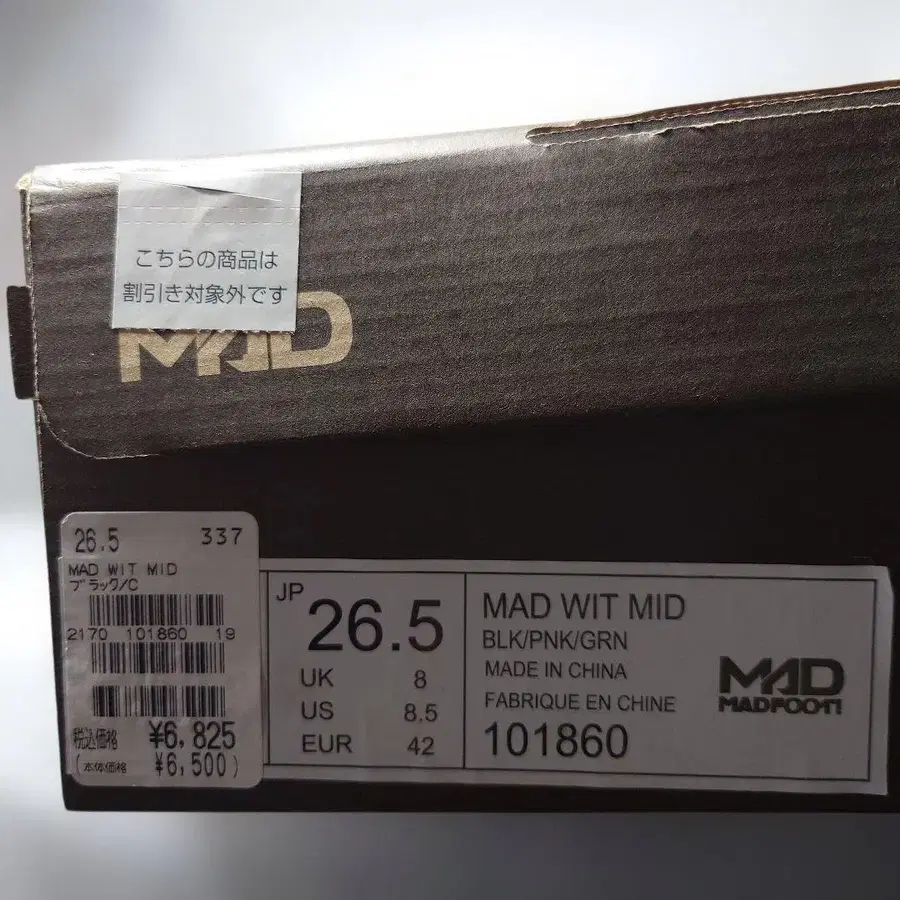 こちらの商品は
割引き対象外です
MAD
26.5 337
MAD WIT MID
ブラック/C
2170 101860 19
税込価格 ¥6,825
(本体価格 ¥6,500)
JP 26.5
UK 8
US 8.5
EUR 42
MAD WIT MID
BLK/PNK/GRN
MADE IN CHINA
FABRIQUE EN CHINE
101860
MAD
MADFOOT!